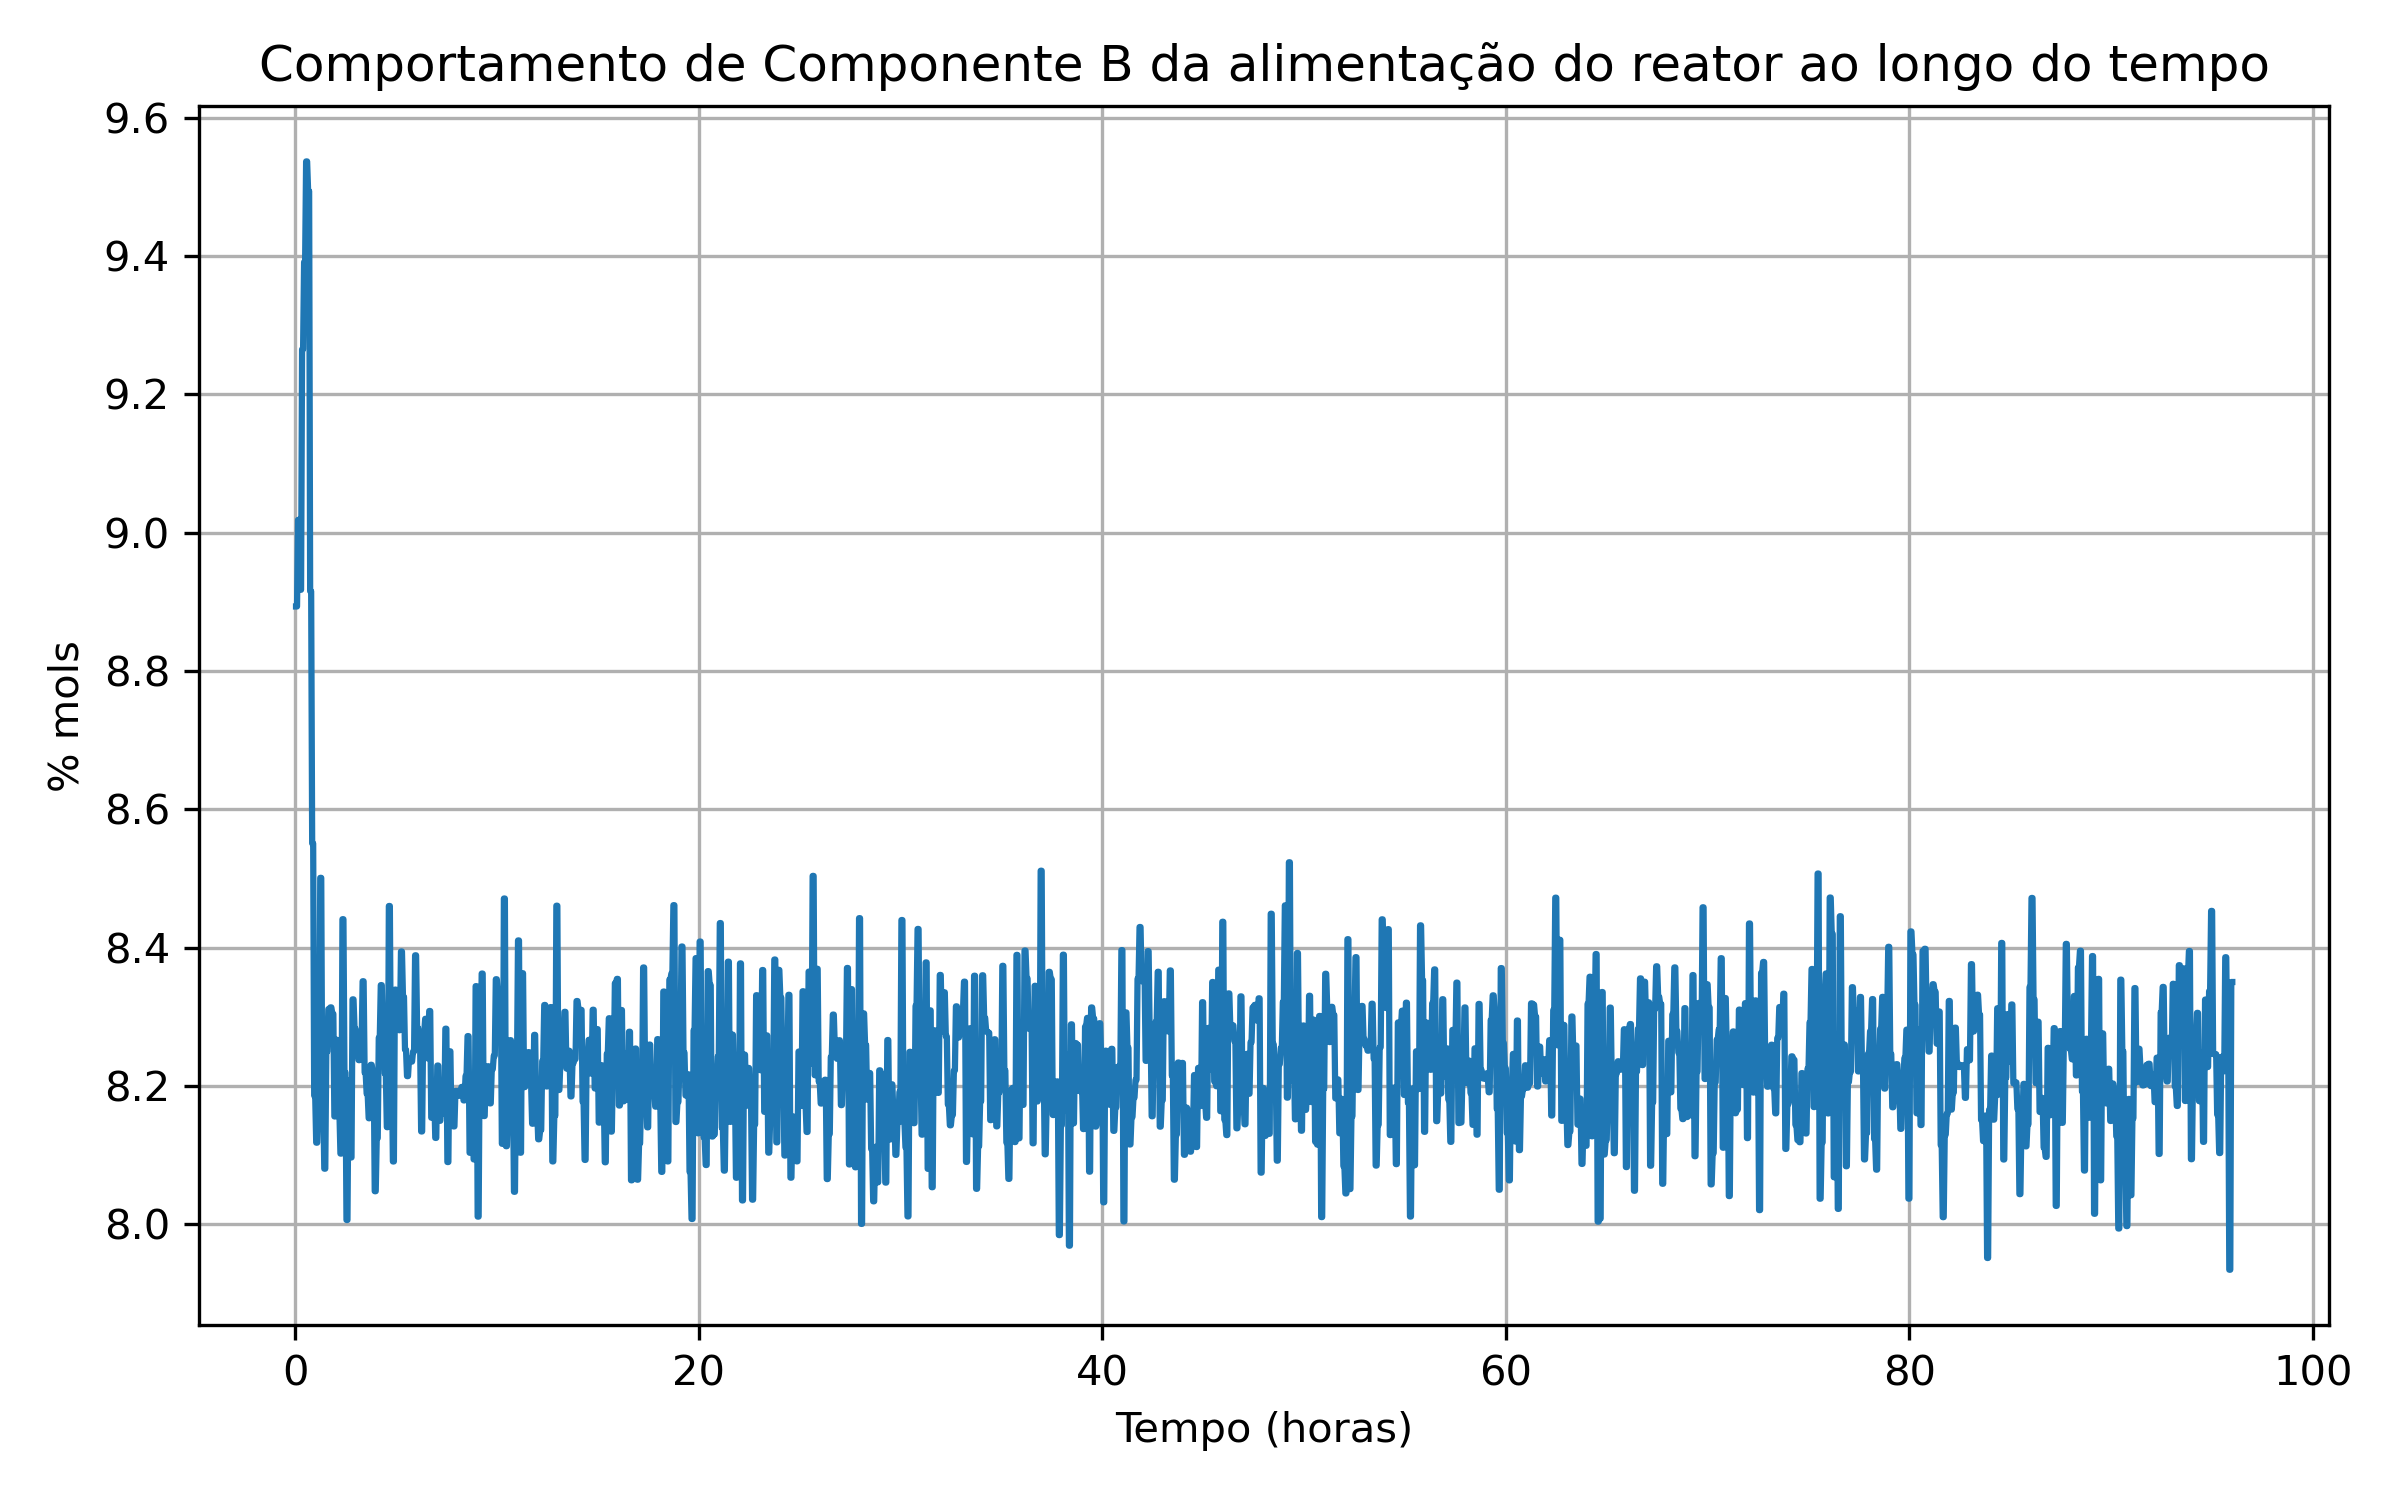 Comportamento de Componente B da alimentação do reator ao longo do tempo
9.6
9.4
9.2
9.0
8.8
8.6
8.4
8.2
8.0
% mols
0 20 40 60 80 100
Tempo (horas)